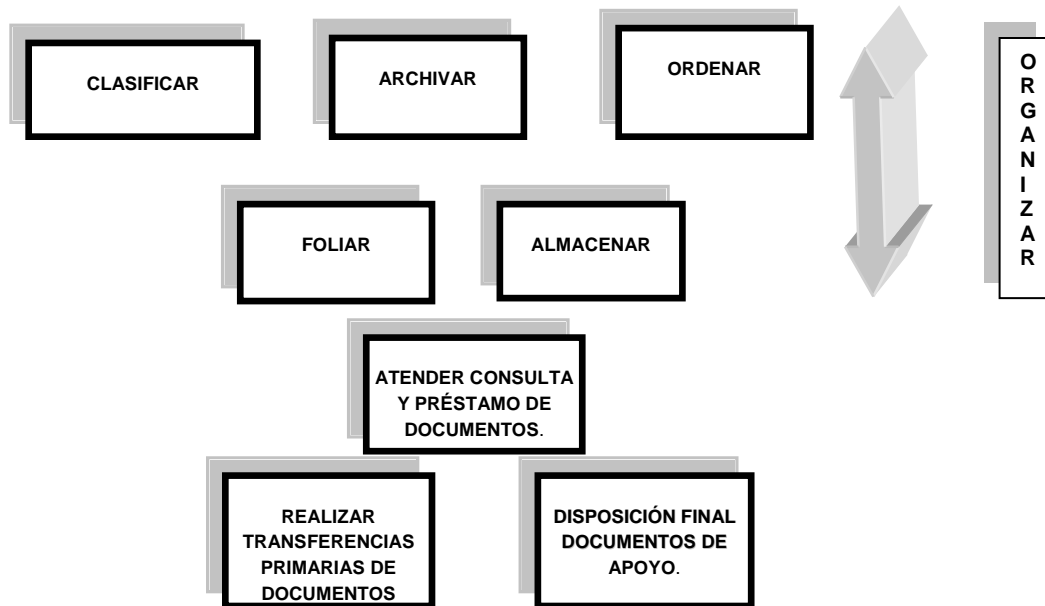 CLASIFICAR
ARCHIVAR
ORDENAR
ORGANIZAR
FOLIAR
ALMACENAR
ATENDER CONSULTA
Y PRÉSTAMO DE
DOCUMENTOS.
REALIZAR
TRANSFERENCIAS
PRIMARIAS DE
DOCUMENTOS
DISPOSICIÓN FINAL
DOCUMENTOS DE
APOYO.